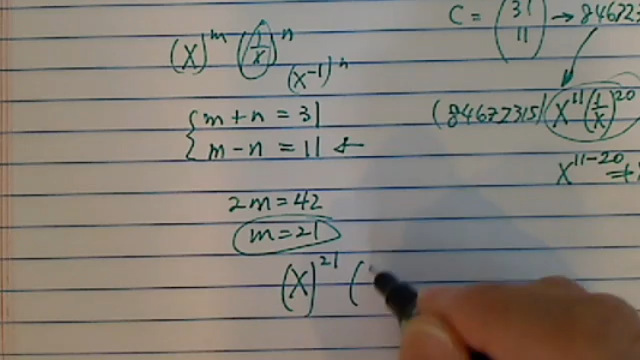 C = (31 11) → 84672
(x)^m (1/x)^n
(x^-1)^n
m+n = 31
m-n = 11 ←
(84672315) x^11 (1/x)^20
x^11-20 = +
2m = 42
m = 21
(x)^21 (